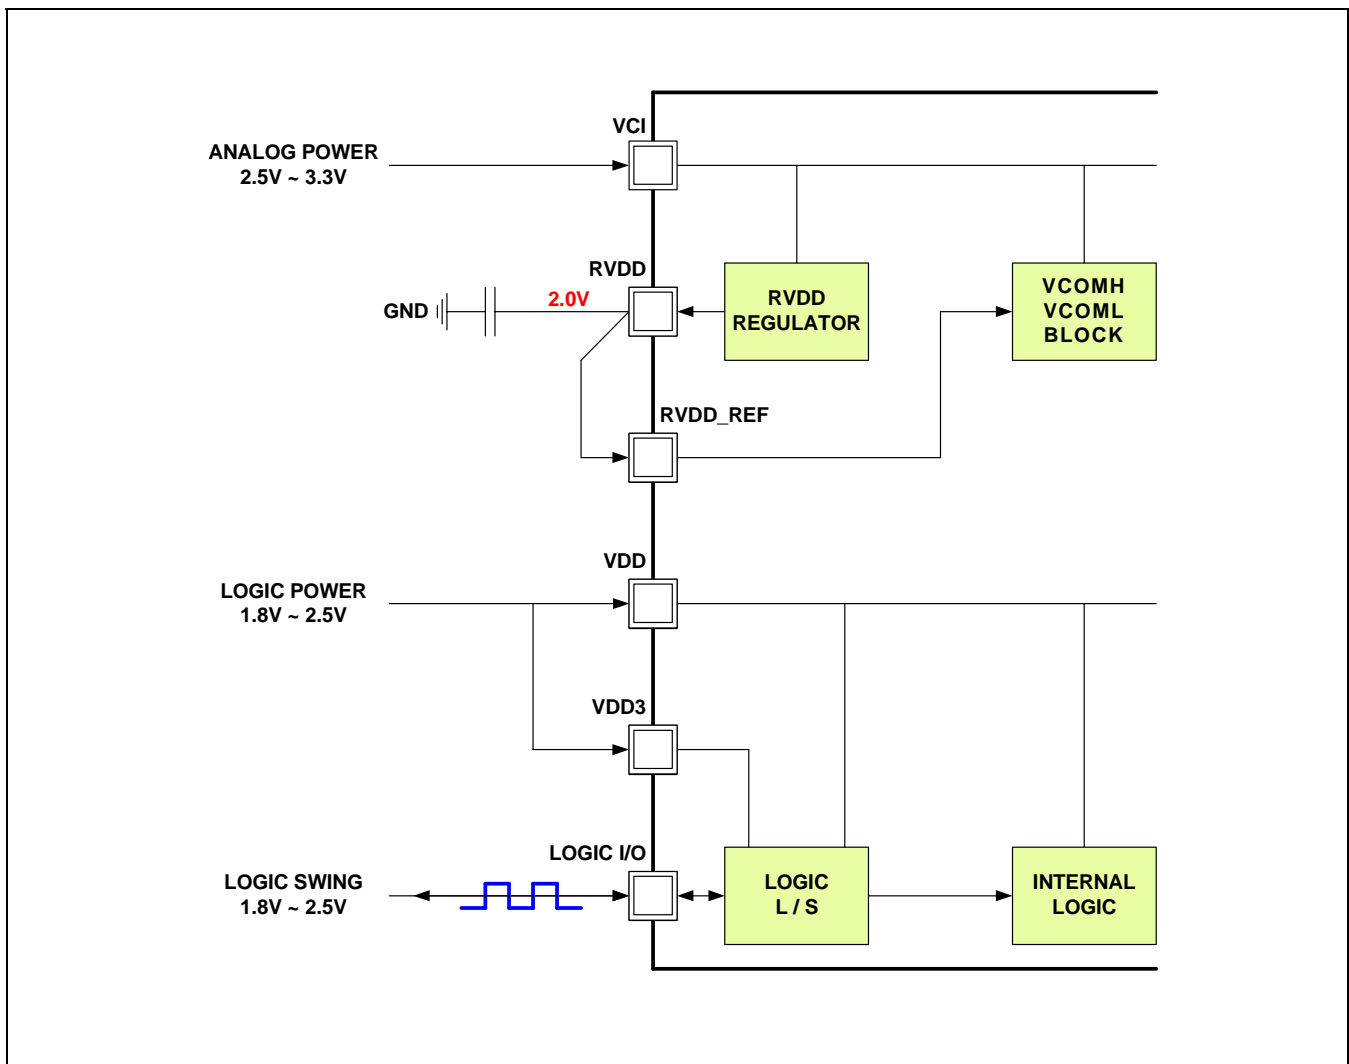 VCI
ANALOG POWER
2.5V ~ 3.3V
RVDD
2.0V
GND
RVDD
REGULATOR
VCOMH
VCOML
BLOCK
RVDD_REF
VDD
LOGIC POWER
1.8V ~ 2.5V
VDD3
LOGIC I/O
LOGIC SWING
1.8V ~ 2.5V
LOGIC
L / S
INTERNAL
LOGIC